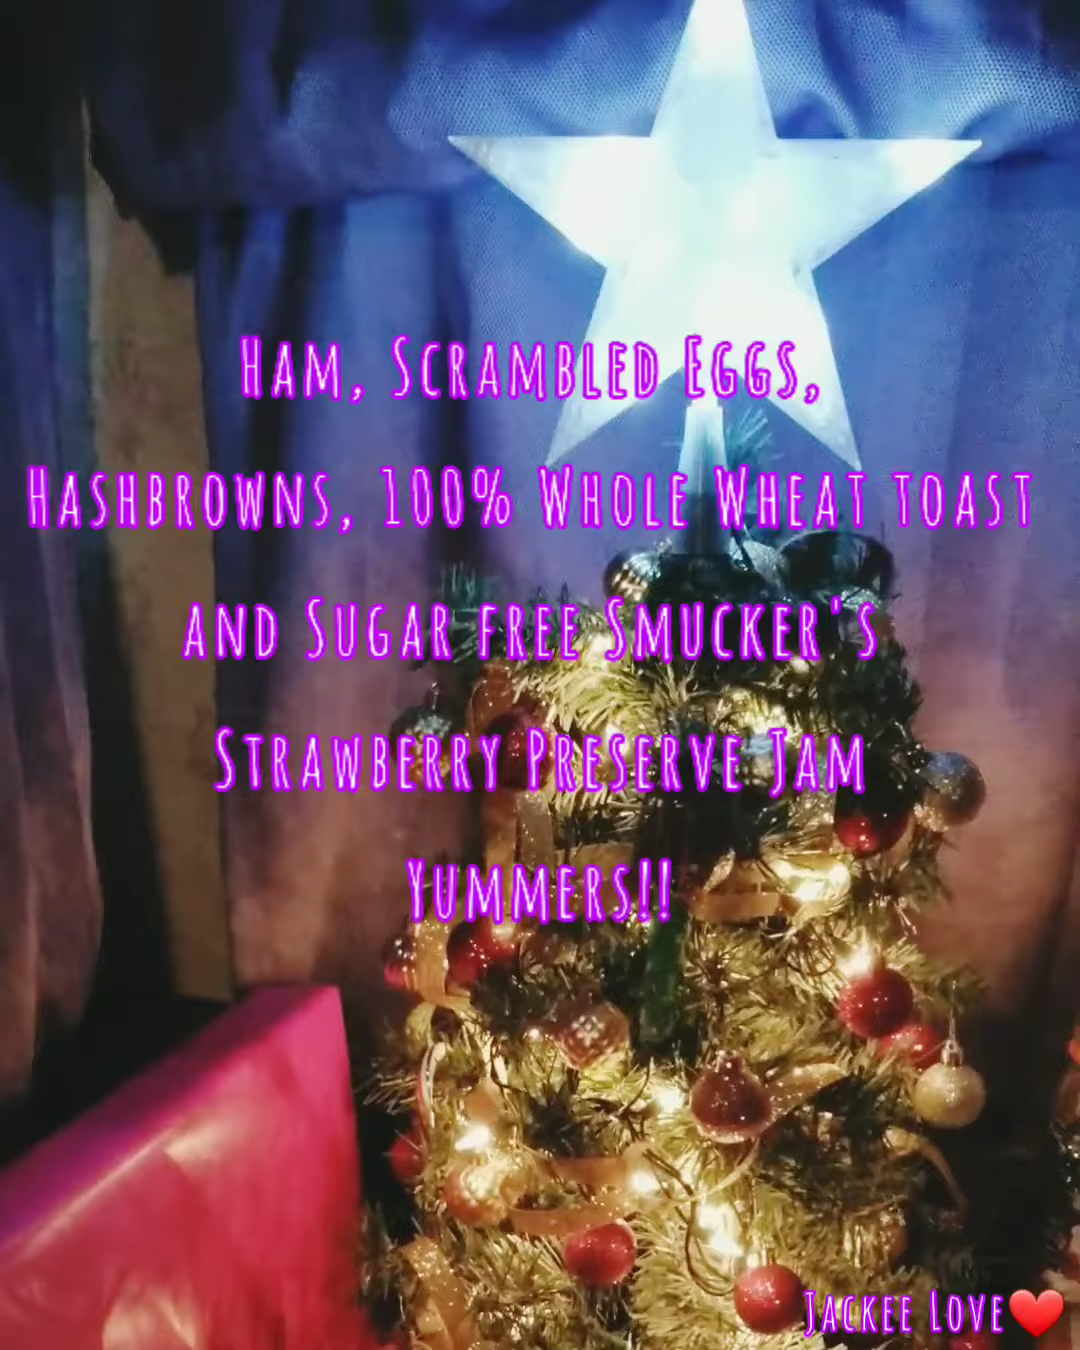 Ham, Scrambled Eggs,
Hashbrowns, 100% Whole Wheat toast
and Sugar free Smucker's
Strawberry Preserve Jam
Yummers!!
Jackee Love❤️